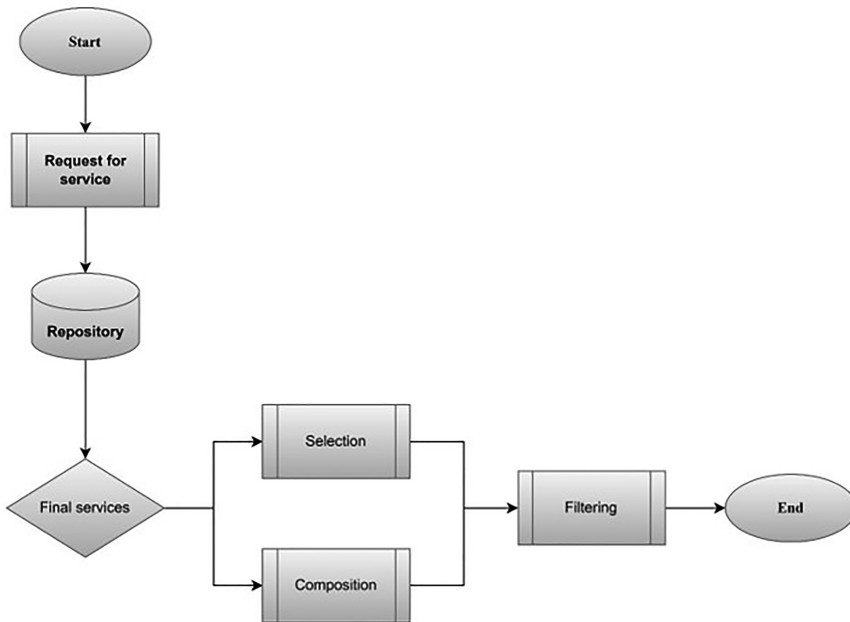 Start
Request for
service
Repository
Final services
Selection
Composition
Filtering
End